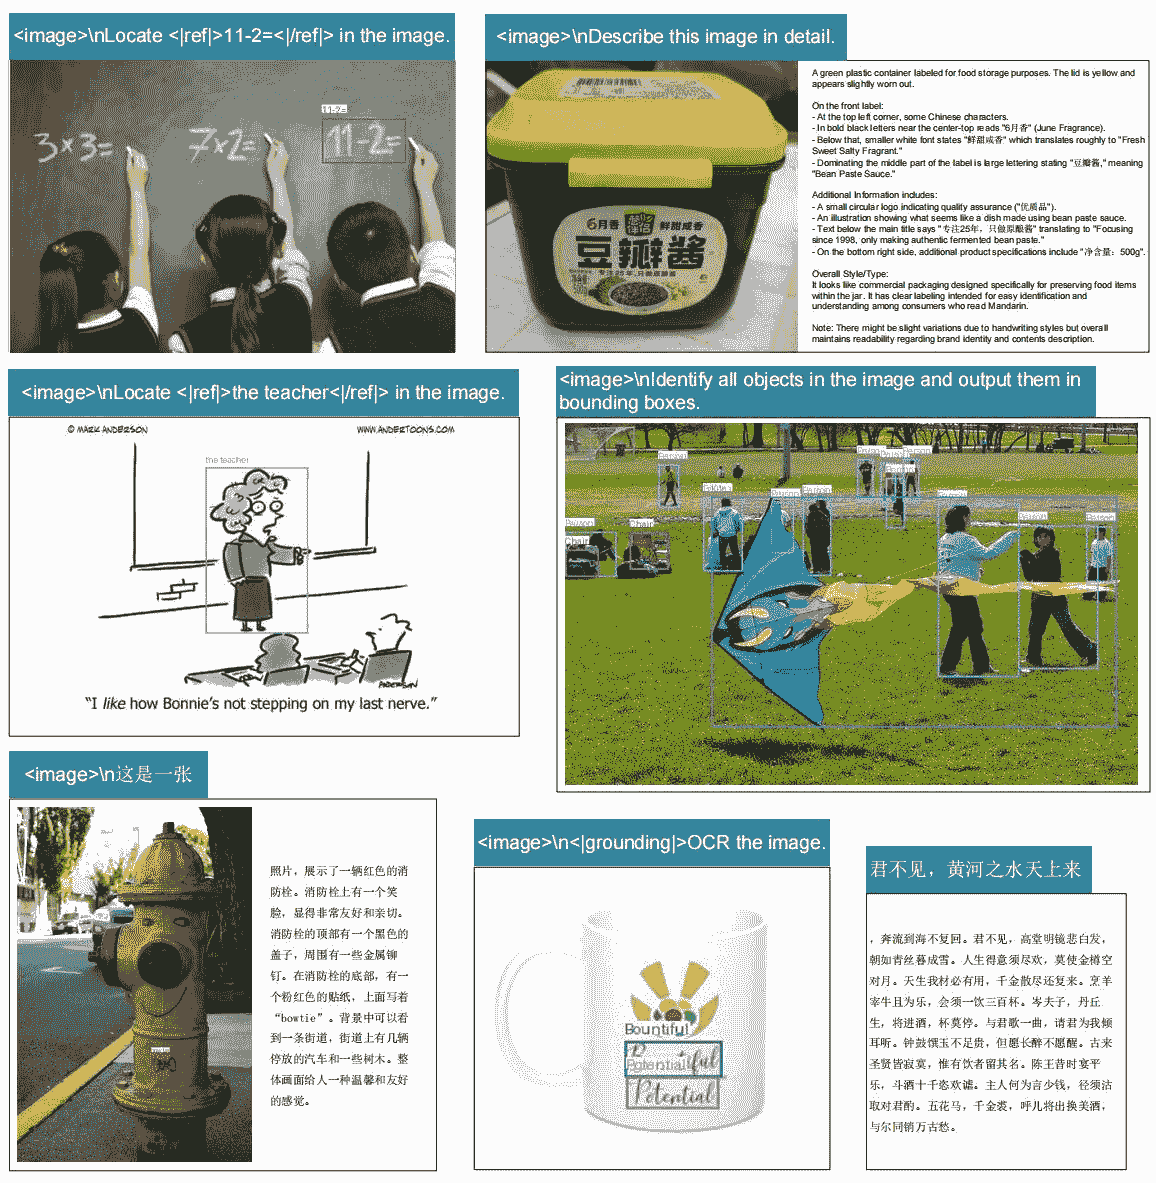 <image>\nLocate <|ref|>11-2=<|/ref|> in the image.
11-2=
3×3=
7×2=
11-2=
<image>\nDescribe this image in detail.
6月香
鲜甜咸香
豆瓣酱
A green plastic container labeled for food storage purposes. The lid is yellow and
appears slightly worn out.
On the front label:
- At the top left corner, some Chinese characters.
- In bold black letters near the center-top reads "6月香" (June Fragrance).
- Below that, smaller white font states "鲜甜咸香" which translates roughly to "Fresh
Sweet Salty Fragrant."
- Dominating the middle part of the label is large lettering stating "豆瓣酱," meaning
"Bean Paste Sauce."
Additional Information includes:
- A small circular logo indicating quality assurance ("优质品").
- An illustration showing what seems like a dish made using bean paste sauce.
- Text below the main title says "专注25年，只做原酿酱" translating to "Focusing
since 1998, only making authentic fermented bean paste."
- On the bottom right side, additional product specifications include "净含量：500g".
Overall Style/Type:
It looks like commercial packaging designed specifically for preserving food items
within the jar. It has clear labeling intended for easy identification and
understanding among consumers who read Mandarin.
Note: There might be slight variations due to handwriting styles but overall
maintains readability regarding brand identity and contents description.
<image>\nLocate <|ref|>the teacher<|/ref|> in the image.
© MARK ANDERSON
WWW.ANDERTOONS.COM
the teacher
ANDERSON
"I like how Bonnie's not stepping on my last nerve."
<image>\nIdentify all objects in the image and output them in
bounding boxes.
Person
Person
Person
Person
Person
Person
Person
Person
Person
Person
Chair
Chair
<image>\n这是一张
照片，展示了一辆红色的消
防栓。消防栓上有一个笑
脸，显得非常友好和亲切。
消防栓的顶部有一个黑色的
盖子，周围有一些金属铆
钉。在消防栓的底部，有一
个粉红色的贴纸，上面写着
“bowtie”。背景中可以看
到一条街道，街道上有几辆
停放的汽车和一些树木。整
体画面给人一种温馨和友好
的感觉。
<image>\n<|grounding|>OCR the image.
Bountiful
Potential
Potential
君不见，黄河之水天上来
，奔流到海不复回。君不见，高堂明镜悲白发，
朝如青丝暮成雪。人生得意须尽欢，莫使金樽空
对月。天生我材必有用，千金散尽还复来。烹羊
宰牛且为乐，会须一饮三百杯。岑夫子，丹丘
生，将进酒，杯莫停。与君歌一曲，请君为我倾
耳听。钟鼓馔玉不足贵，但愿长醉不愿醒。古来
圣贤皆寂寞，惟有饮者留其名。陈王昔时宴平
乐，斗酒十千恣欢谑。主人何为言少钱，径须沽
取对君酌。五花马，千金裘，呼儿将出换美酒，
与尔同销万古愁。